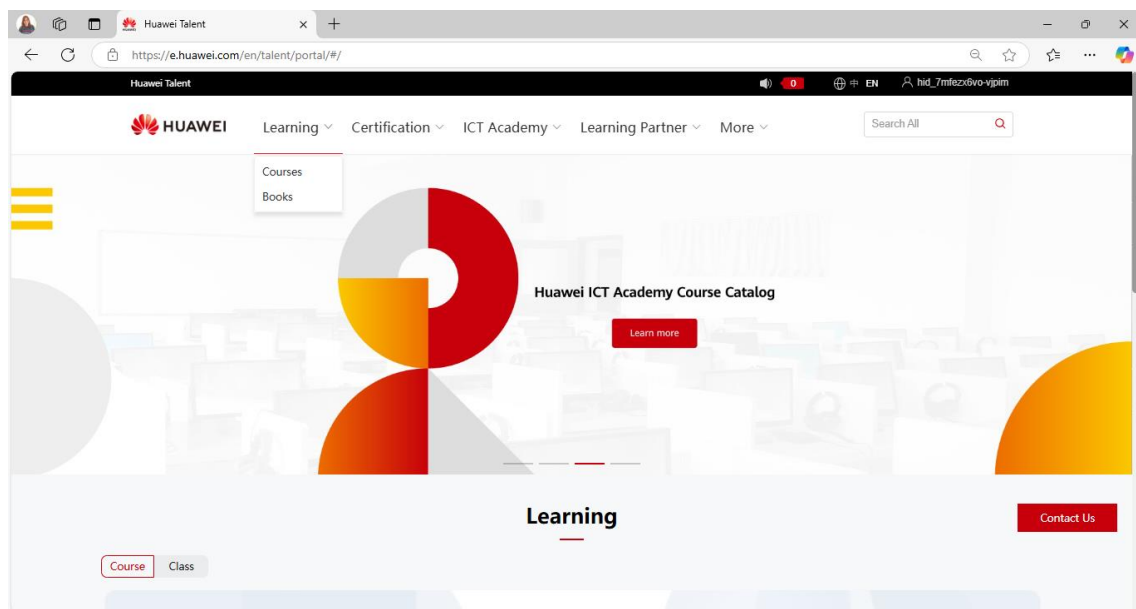 Huawei Talent
https://e.huawei.com/en/talent/portal/#/
Huawei Talent
0
中 EN
hid_7mfezx6vo-vjpim
HUAWEI
Learning
Certification
ICT Academy
Learning Partner
More
Search All
Courses
Books
Huawei ICT Academy Course Catalog
Learn more
Learning
Contact Us
Course
Class